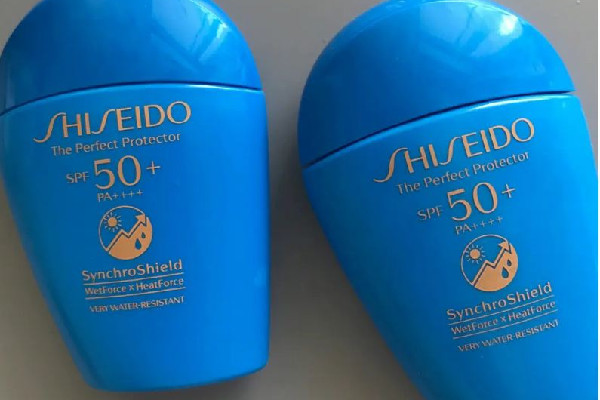 SHISEIDO
The Perfect Protector
SPF 50+
PA++++
SynchroShield
WetForce × HeatForce
VERY WATER-RESISTANT
SHISEIDO
The Perfect Protector
SPF 50+
PA++++
SynchroShield
WetForce × HeatForce
VERY WATER-RESISTANT